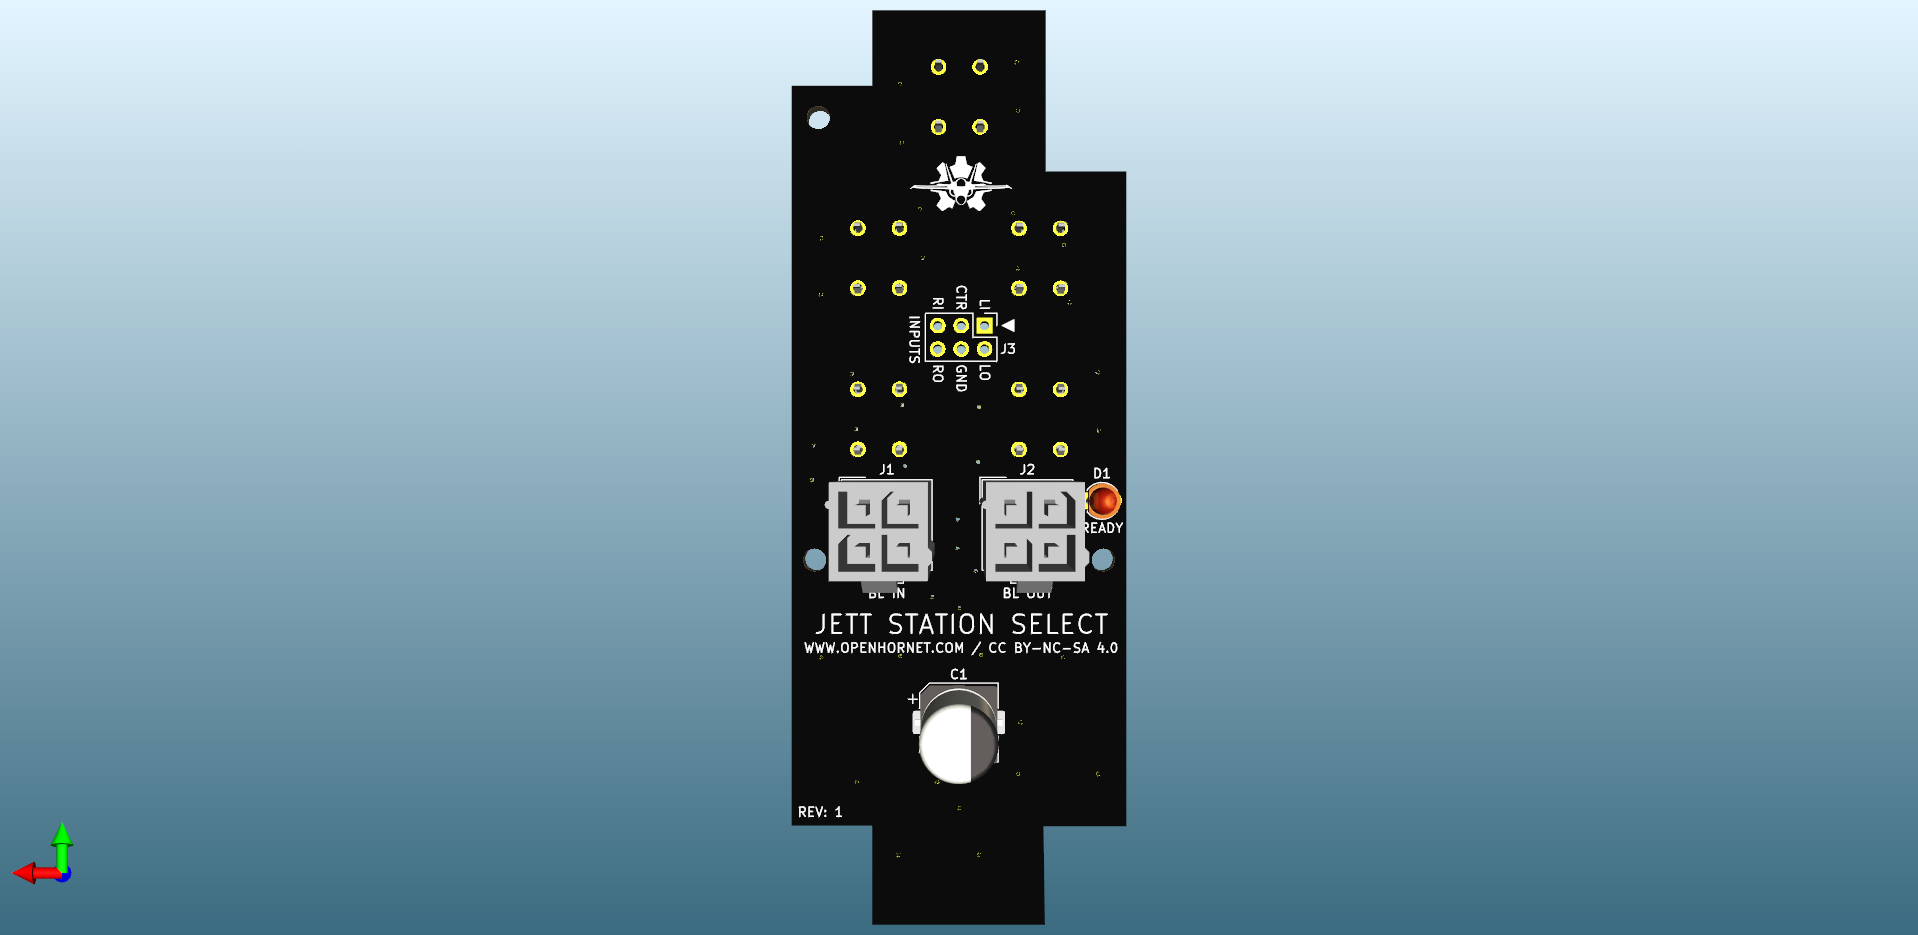 RI CTR LI
INPUTS
J3
RO GND LO
J1
J2
D1
READY
BL IN
BL OUT
JETT STATION SELECT
WWW.OPENHORNET.COM / CC BY-NC-SA 4.0
C1
+
REV: 1